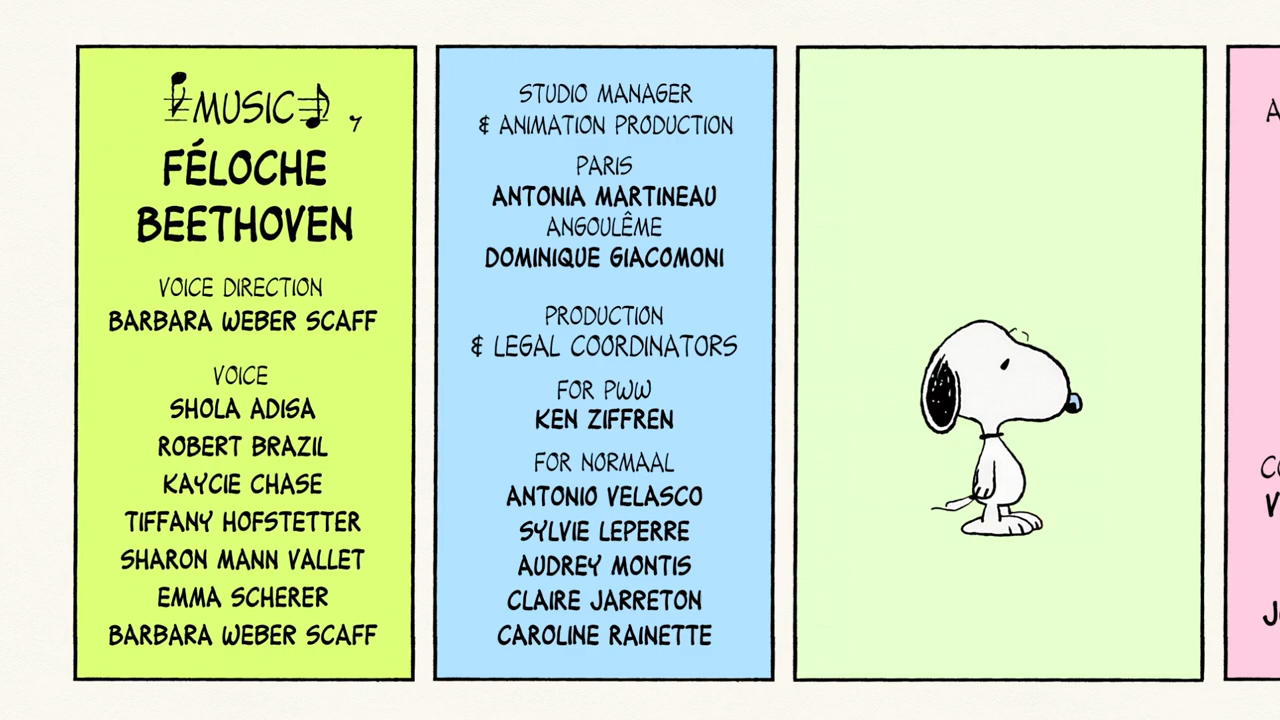 MUSIC
FÉLOCHE
BEETHOVEN
VOICE DIRECTION
BARBARA WEBER SCAFF
VOICE
SHOLA ADISA
ROBERT BRAZIL
KAYCIE CHASE
TIFFANY HOFSTETTER
SHARON MANN VALLET
EMMA SCHERER
BARBARA WEBER SCAFF
STUDIO MANAGER
& ANIMATION PRODUCTION
PARIS
ANTONIA MARTINEAU
ANGOULÊME
DOMINIQUE GIACOMONI
PRODUCTION
& LEGAL COORDINATORS
FOR PWW
KEN ZIFFREN
FOR NORMAAL
ANTONIO VELASCO
SYLVIE LEPERRE
AUDREY MONTIS
CLAIRE JARRETON
CAROLINE RAINETTE